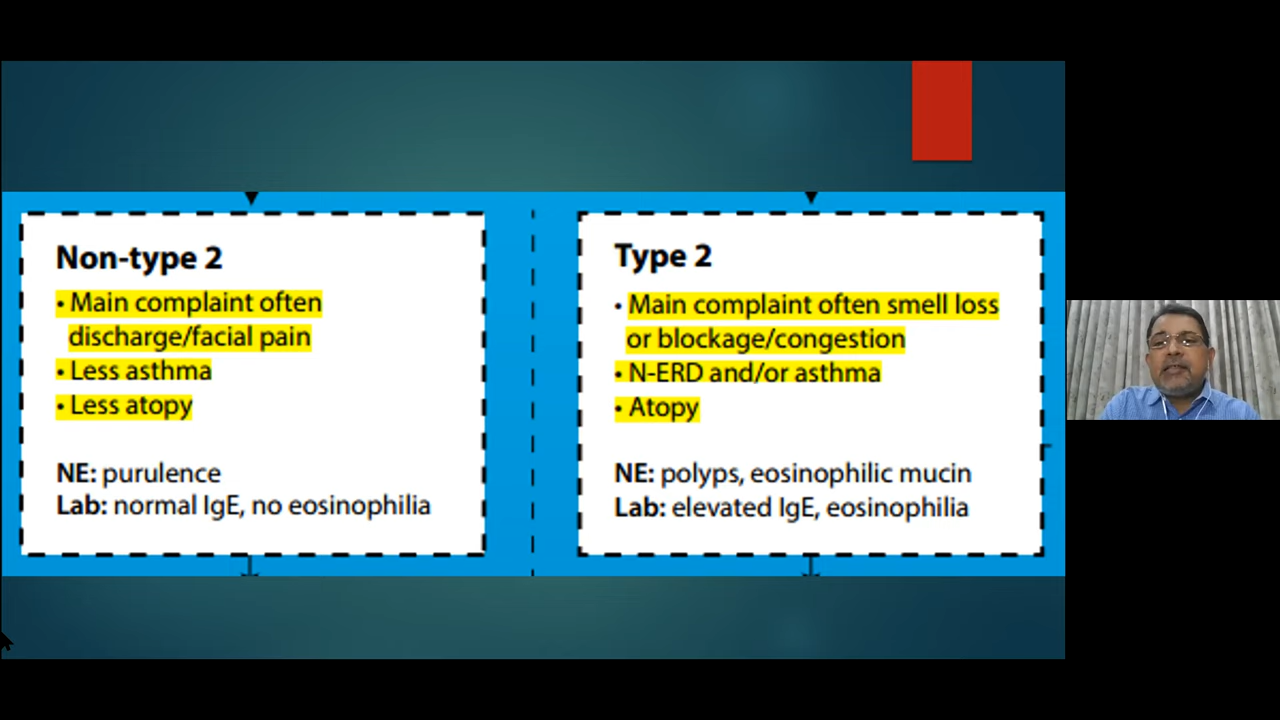 Non-type 2
• Main complaint often
discharge/facial pain
• Less asthma
• Less atopy
NE: purulence
Lab: normal IgE, no eosinophilia
Type 2
• Main complaint often smell loss
or blockage/congestion
• N-ERD and/or asthma
• Atopy
NE: polyps, eosinophilic mucin
Lab: elevated IgE, eosinophilia